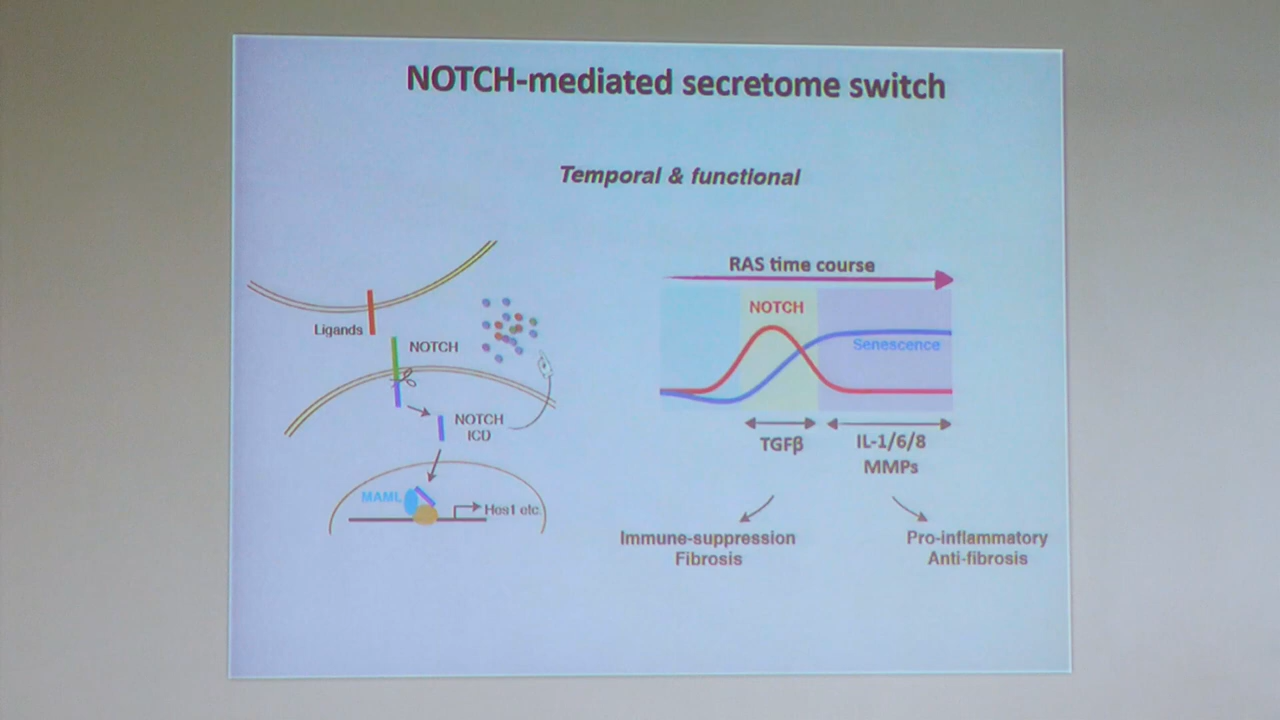 NOTCH-mediated secretome switch
Temporal & functional
Ligands
NOTCH
NOTCH
ICD
MAML
Hes1 etc.
RAS time course
NOTCH
Senescence
TGFβ
IL-1/6/8
MMPs
Immune-suppression
Fibrosis
Pro-inflammatory
Anti-fibrosis